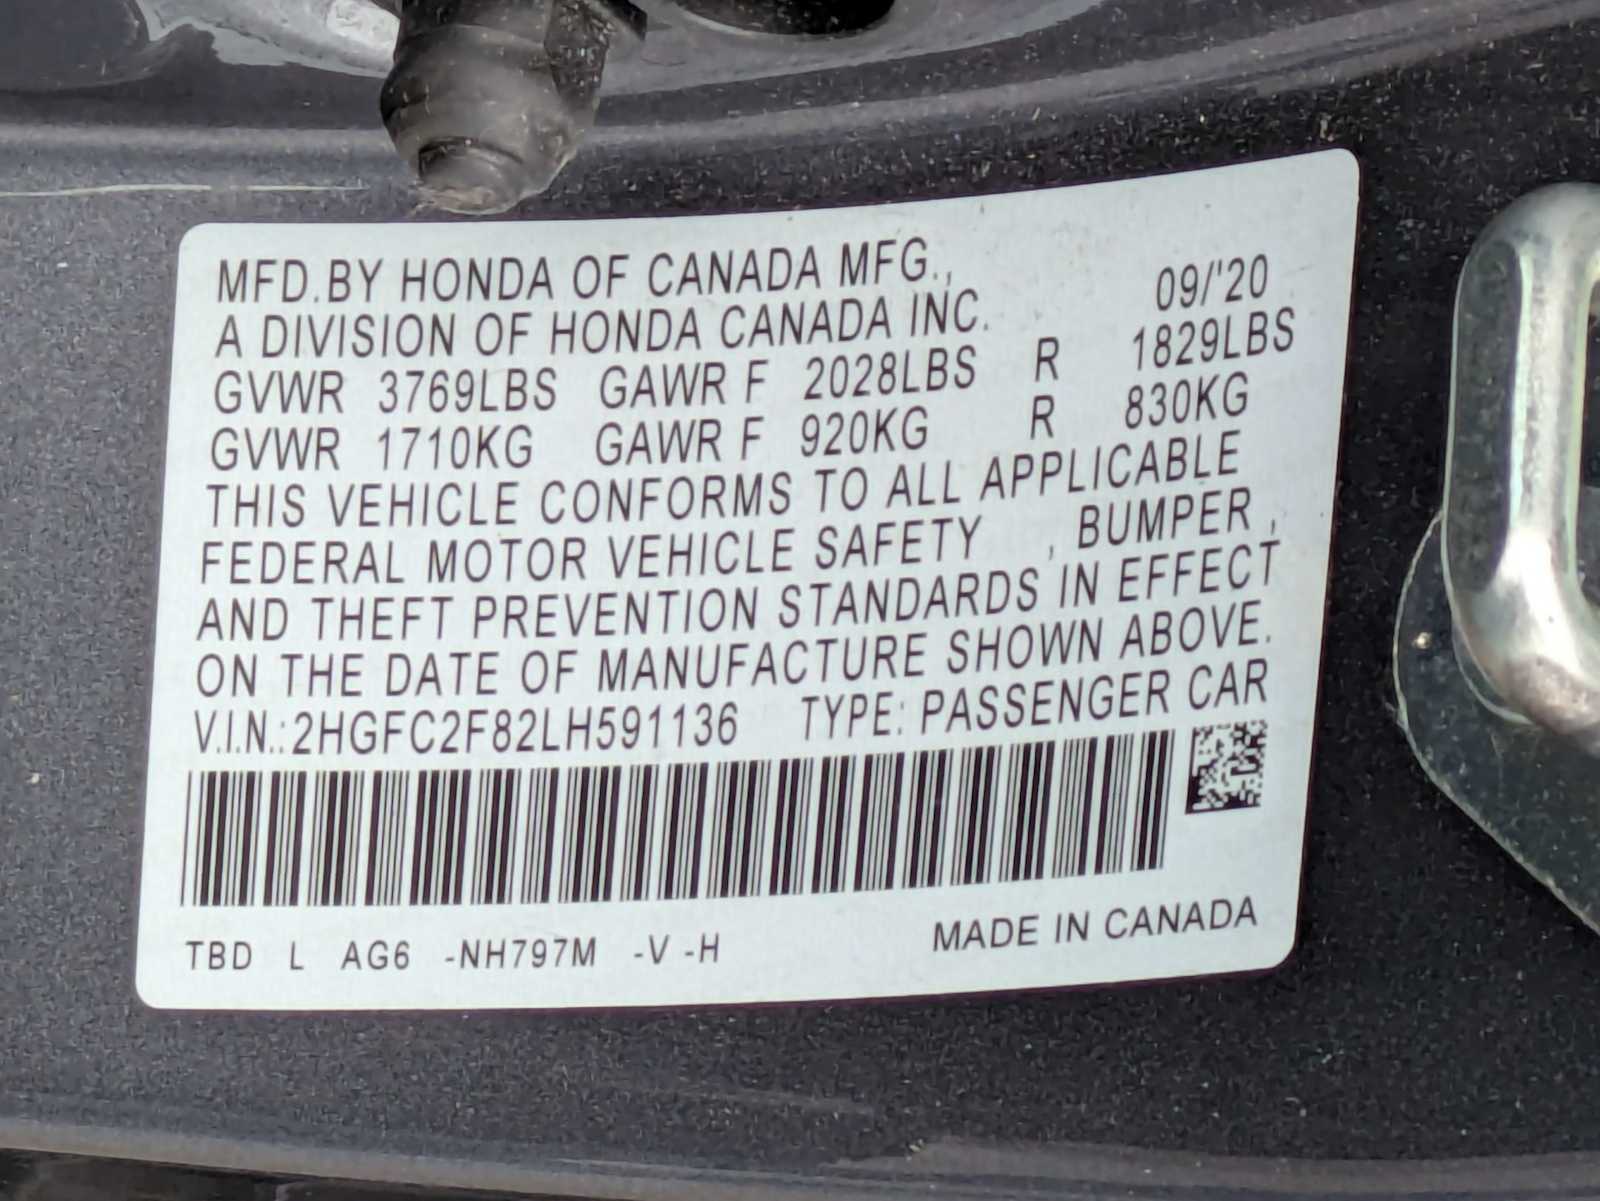 MFD.BY HONDA OF CANADA MFG.,
A DIVISION OF HONDA CANADA INC. 09/'20
GVWR 3769LBS GAWR F 2028LBS R 1829LBS
GVWR 1710KG GAWR F 920KG R 830KG
THIS VEHICLE CONFORMS TO ALL APPLICABLE
FEDERAL MOTOR VEHICLE SAFETY , BUMPER ,
AND THEFT PREVENTION STANDARDS IN EFFECT
ON THE DATE OF MANUFACTURE SHOWN ABOVE.
V.I.N.:2HGFC2F82LH591136 TYPE: PASSENGER CAR
TBD L AG6 -NH797M -V -H MADE IN CANADA